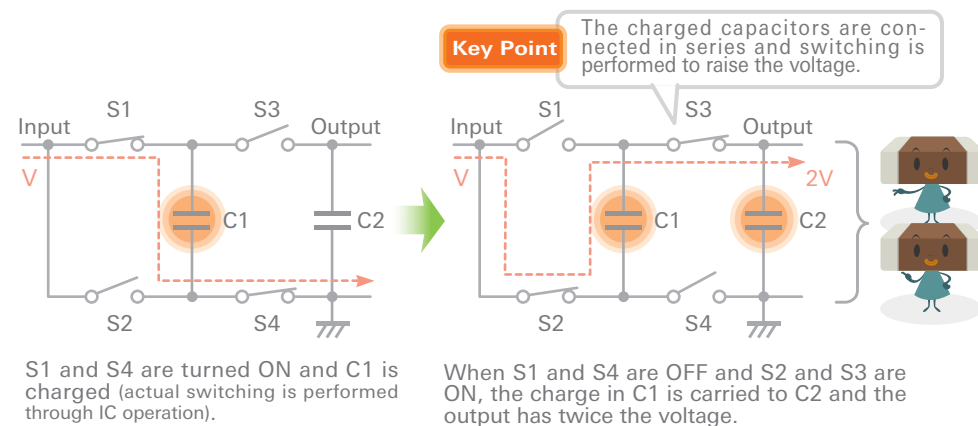 Key Point
The charged capacitors are con-
nected in series and switching is
performed to raise the voltage.
S1
S3
Input
Output
V
C1
C2
S2
S4
S1
S3
Input
Output
V
2V
C1
C2
S2
S4
S1 and S4 are turned ON and C1 is
charged (actual switching is performed
through IC operation).
When S1 and S4 are OFF and S2 and S3 are
ON, the charge in C1 is carried to C2 and the
output has twice the voltage.